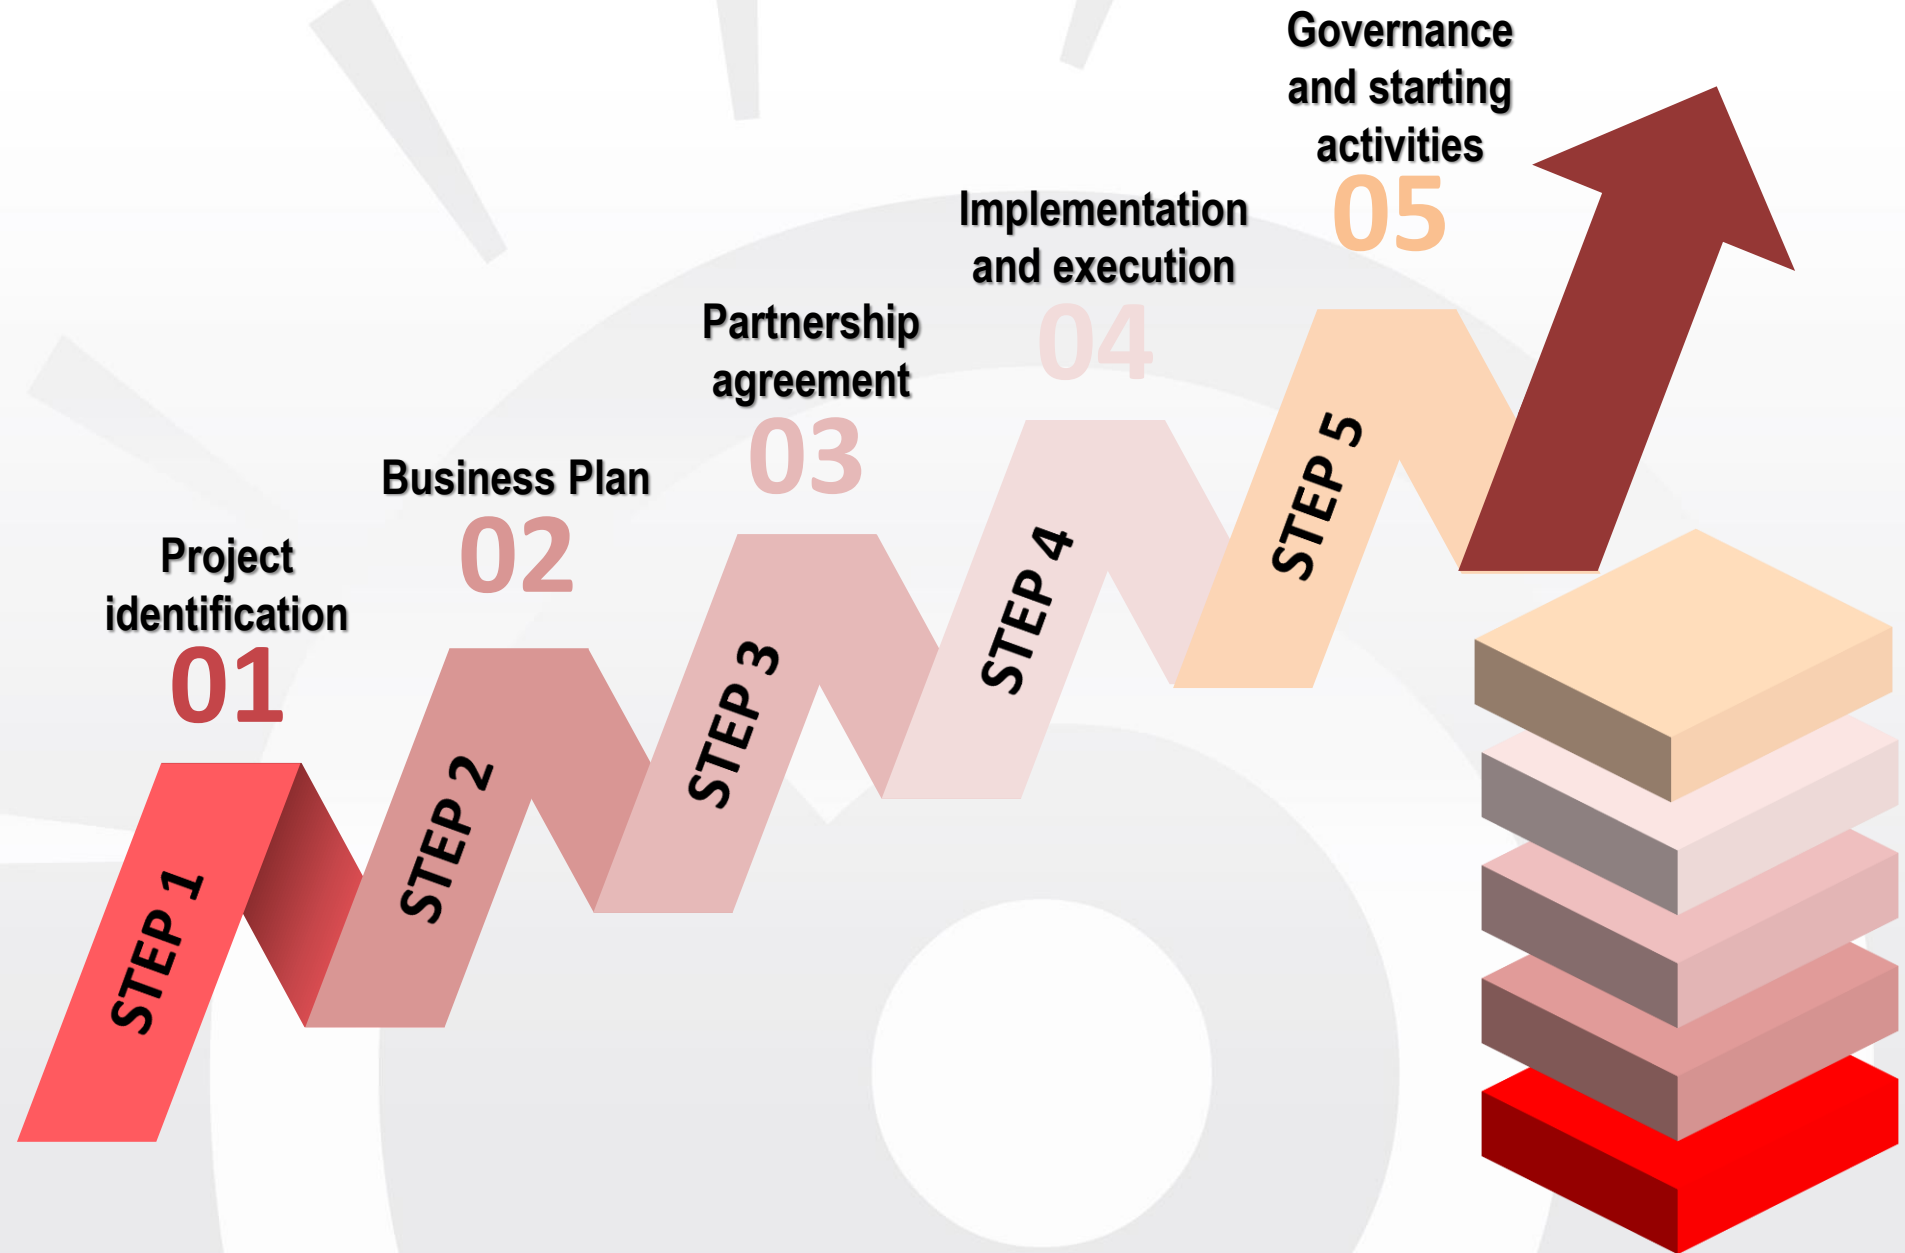 Project
identification
01
STEP 1
Business Plan
02
STEP 2
Partnership
agreement
03
STEP 3
Implementation
and execution
04
STEP 4
Governance
and starting
activities
05
STEP 5